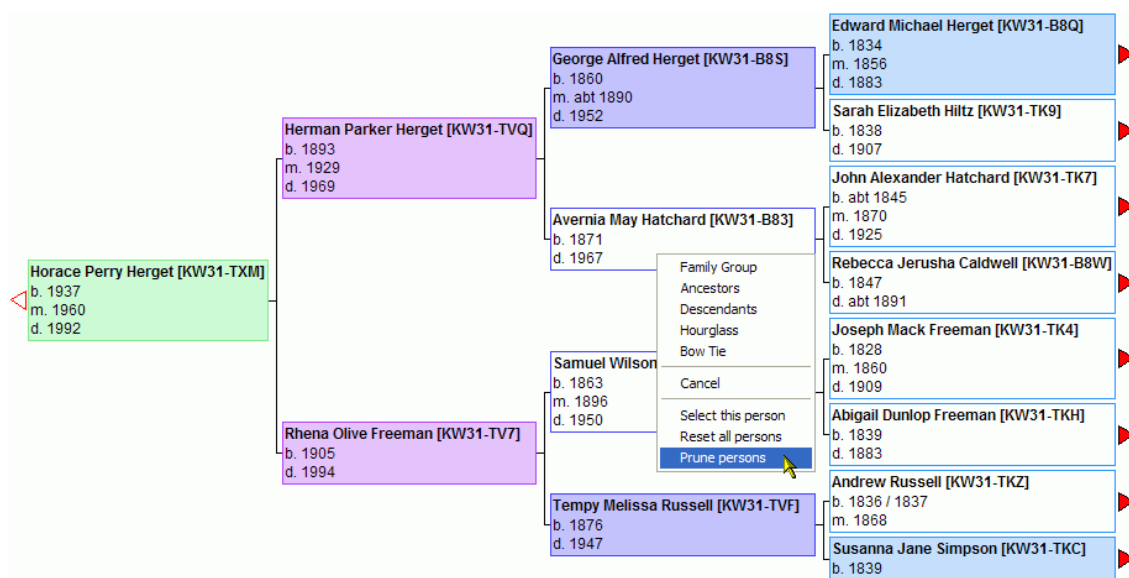 Edward Michael Herget [KW31-B8Q]
b. 1834
m. 1856
d. 1883
George Alfred Herget [KW31-B8S]
b. 1860
m. abt 1890
d. 1952
Sarah Elizabeth Hiltz [KW31-TK9]
b. 1838
d. 1907
Herman Parker Herget [KW31-TVQ]
b. 1893
m. 1929
d. 1969
John Alexander Hatchard [KW31-TK7]
b. abt 1845
m. 1870
d. 1925
Avernia May Hatchard [KW31-B83]
b. 1871
d. 1967
Rebecca Jerusha Caldwell [KW31-B8W]
b. 1847
d. abt 1891
Horace Perry Herget [KW31-TXM]
b. 1937
m. 1960
d. 1992
Family Group
Ancestors
Descendants
Hourglass
Bow Tie
Cancel
Select this person
Reset all persons
Prune persons
Joseph Mack Freeman [KW31-TK4]
b. 1828
m. 1860
d. 1909
Samuel Wilson
b. 1863
m. 1896
d. 1950
Abigail Dunlop Freeman [KW31-TKH]
b. 1839
d. 1883
Rhena Olive Freeman [KW31-TV7]
b. 1905
d. 1994
Andrew Russell [KW31-TKZ]
b. 1836 / 1837
m. 1868
Tempy Melissa Russell [KW31-TVF]
b. 1876
d. 1947
Susanna Jane Simpson [KW31-TKC]
b. 1839